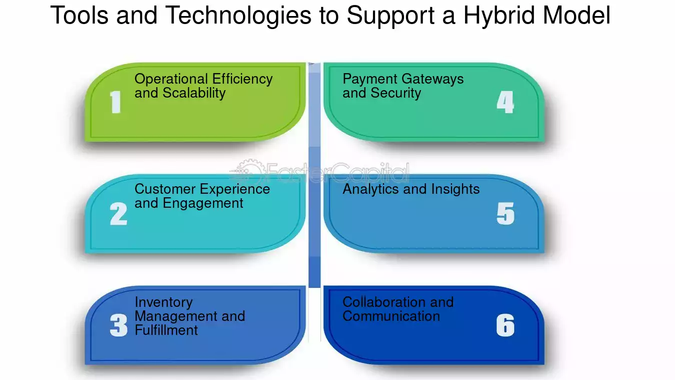 Tools and Technologies to Support a Hybrid Model
1
Operational Efficiency
and Scalability
2
Customer Experience
and Engagement
3
Inventory
Management and
Fulfillment
Payment Gateways
and Security
4
Analytics and Insights
5
Collaboration and
Communication
6
FasterCapital